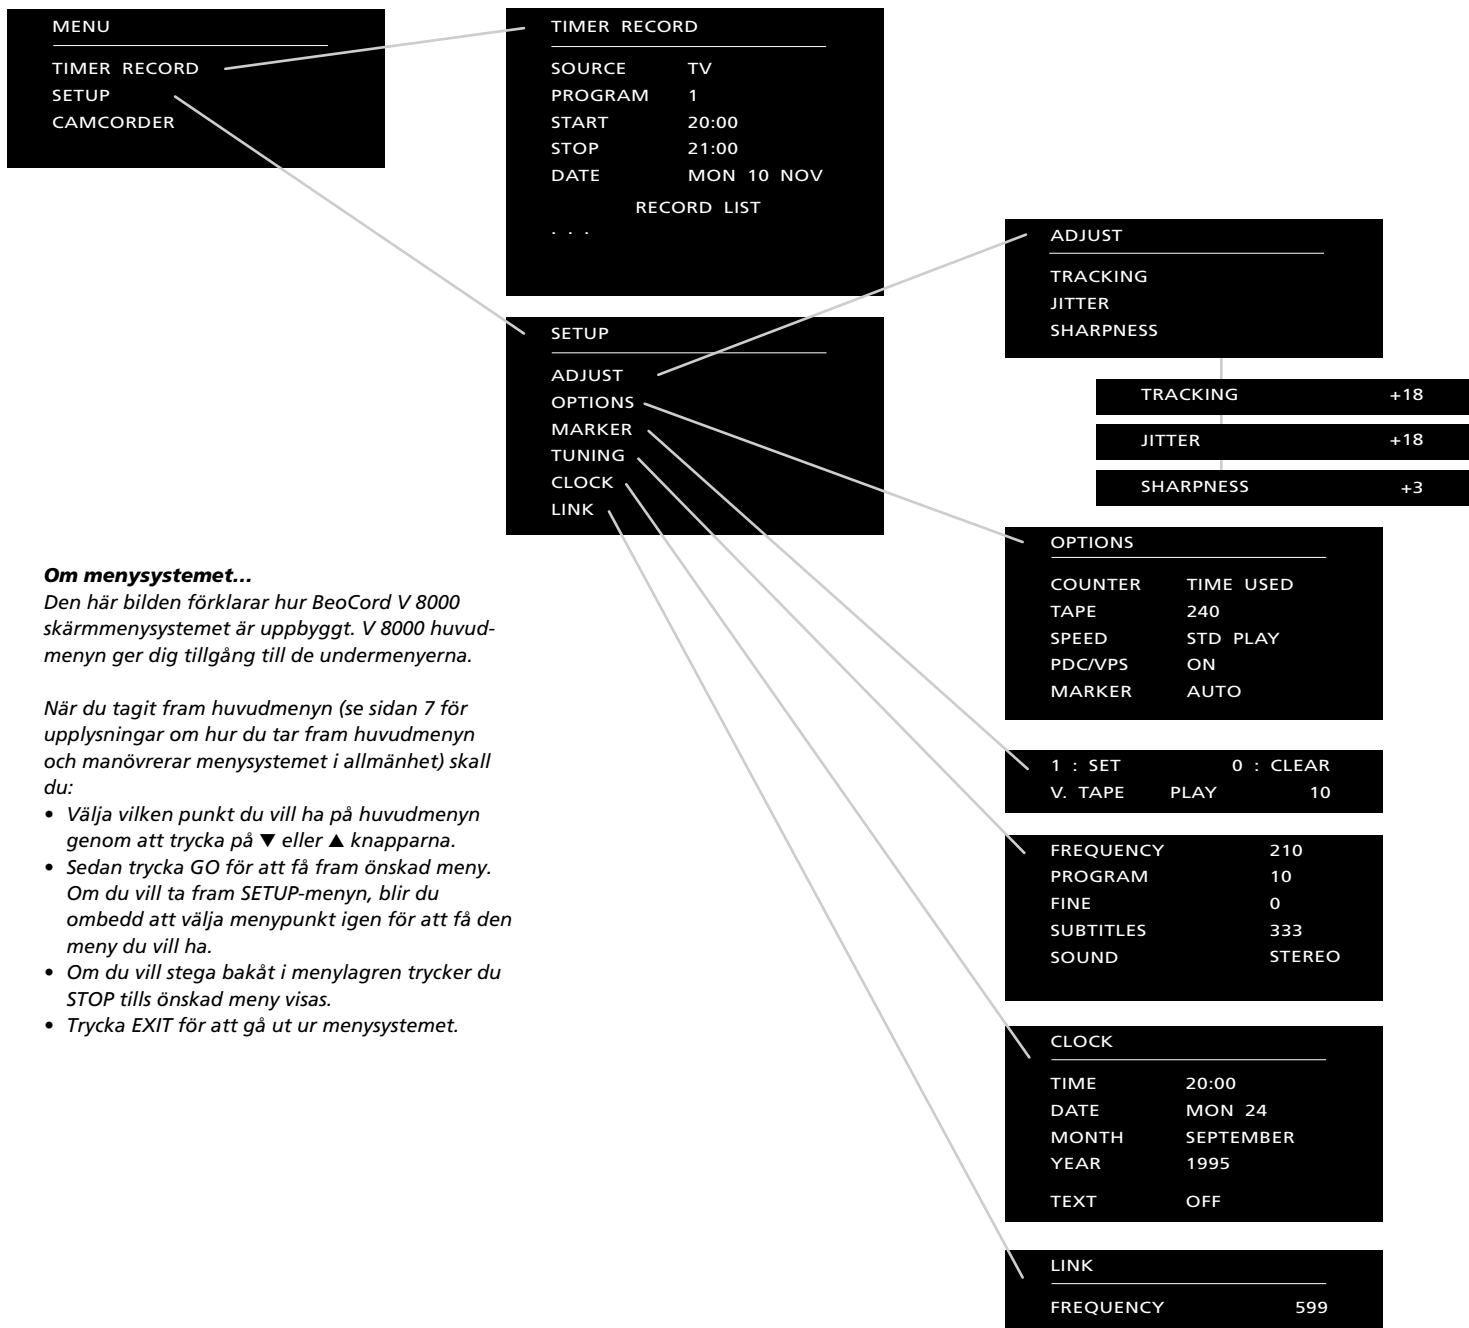 MENU
TIMER RECORD
SETUP
CAMCORDER
TIMER RECORD
SOURCE TV
PROGRAM 1
START 20:00
STOP 21:00
DATE MON 10 NOV
RECORD LIST
. . .
SETUP
ADJUST
OPTIONS
MARKER
TUNING
CLOCK
LINK
ADJUST
TRACKING
JITTER
SHARPNESS
TRACKING +18
JITTER +18
SHARPNESS +3
OPTIONS
COUNTER TIME USED
TAPE 240
SPEED STD PLAY
PDC/VPS ON
MARKER AUTO
1 : SET 0 : CLEAR
V. TAPE PLAY 10
FREQUENCY 210
PROGRAM 10
FINE 0
SUBTITLES 333
SOUND STEREO
CLOCK
TIME 20:00
DATE MON 24
MONTH SEPTEMBER
YEAR 1995
TEXT OFF
LINK
FREQUENCY 599
Om menysystemet...
Den här bilden förklarar hur BeoCord V 8000
skärmmenysystemet är uppbyggt. V 8000 huvud-
menyn ger dig tillgång till de undermenyerna.
När du tagit fram huvudmenyn (se sidan 7 för
upplysningar om hur du tar fram huvudmenyn
och manövrerar menysystemet i allmänhet) skall
du:
• Välja vilken punkt du vill ha på huvudmenyn
genom att trycka på ▼ eller ▲ knapparna.
• Sedan trycka GO för att få fram önskad meny.
Om du vill ta fram SETUP-menyn, blir du
ombedd att välja menypunkt igen för att få den
meny du vill ha.
• Om du vill stega bakåt i menylagren trycker du
STOP tills önskad meny visas.
• Trycka EXIT för att gå ut ur menysystemet.